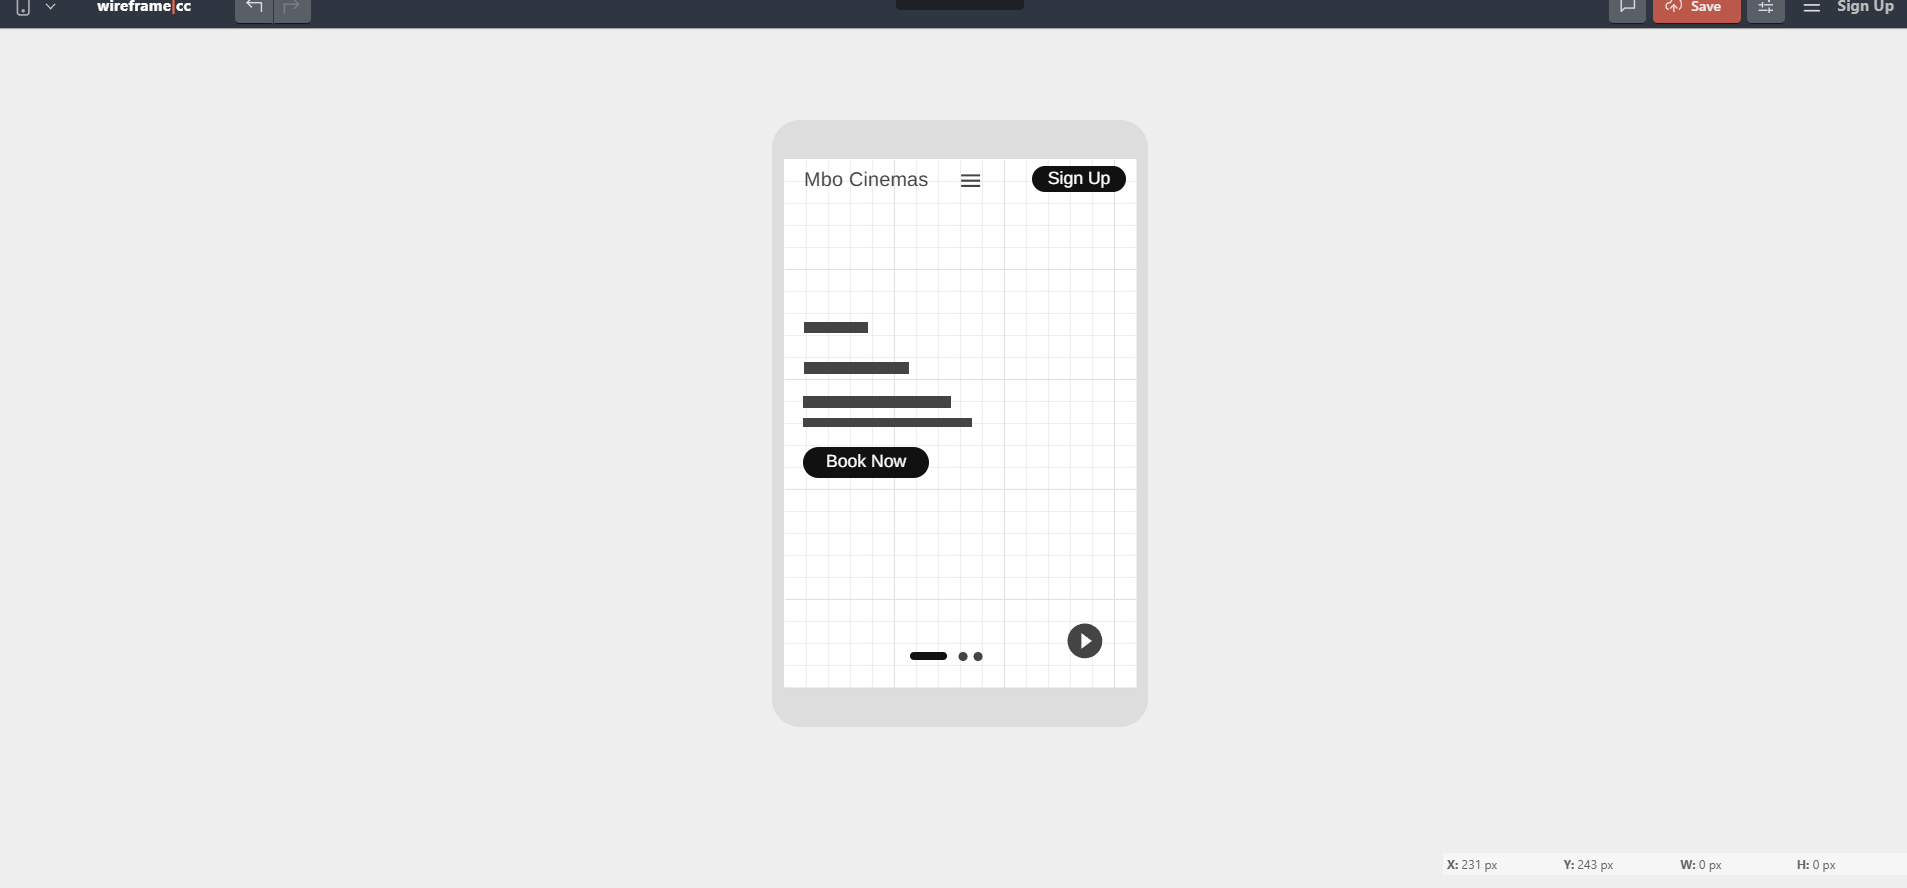 wireframe|cc
Save
Sign Up
Mbo Cinemas
Sign Up
Book Now
X: 231 px Y: 243 px W: 0 px H: 0 px